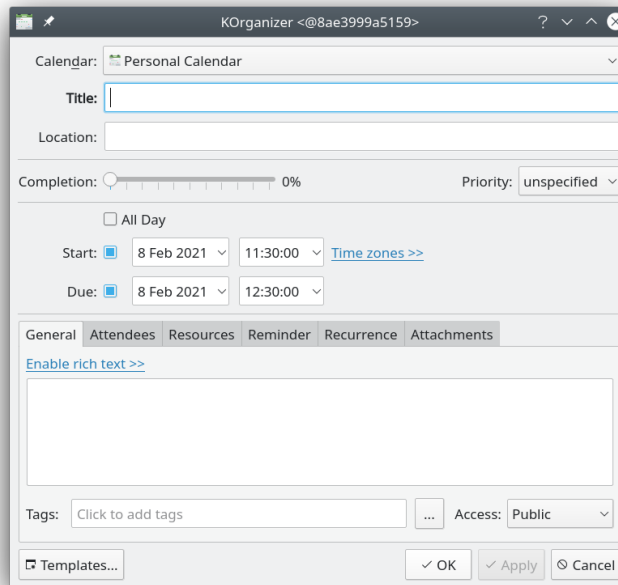 KOrganizer <@8ae3999a5159>
Calendar: Personal Calendar
Title:
Location:
Completion: 0% Priority: unspecified
All Day
Start: 8 Feb 2021 11:30:00 Time zones >>
Due: 8 Feb 2021 12:30:00
General Attendees Resources Reminder Recurrence Attachments
Enable rich text >>
Tags: Click to add tags ... Access: Public
Templates... OK Apply Cancel